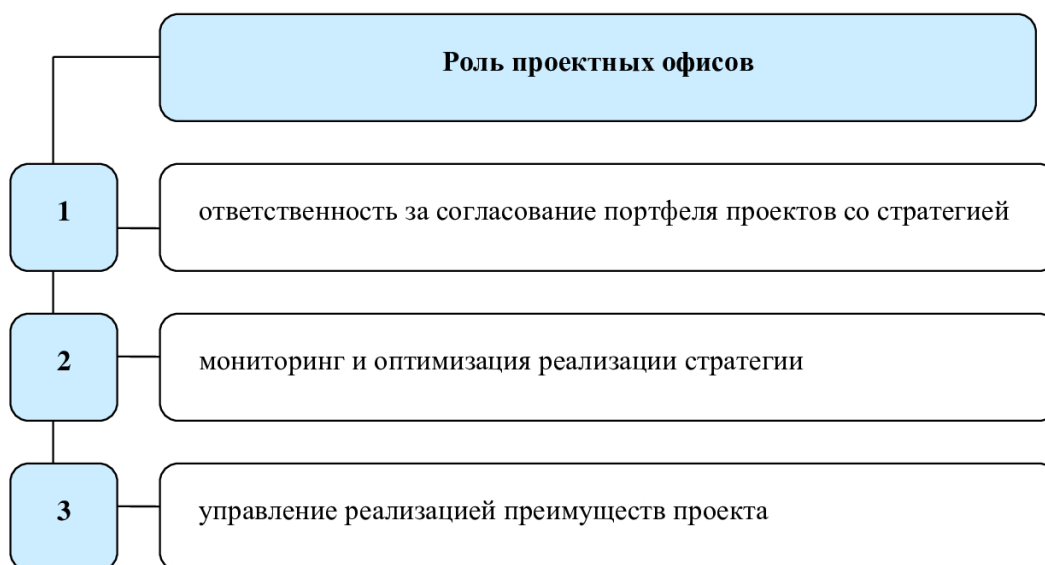 Роль проектных офисов
1
ответственность за согласование портфеля проектов со стратегией
2
мониторинг и оптимизация реализации стратегии
3
управление реализацией преимуществ проекта